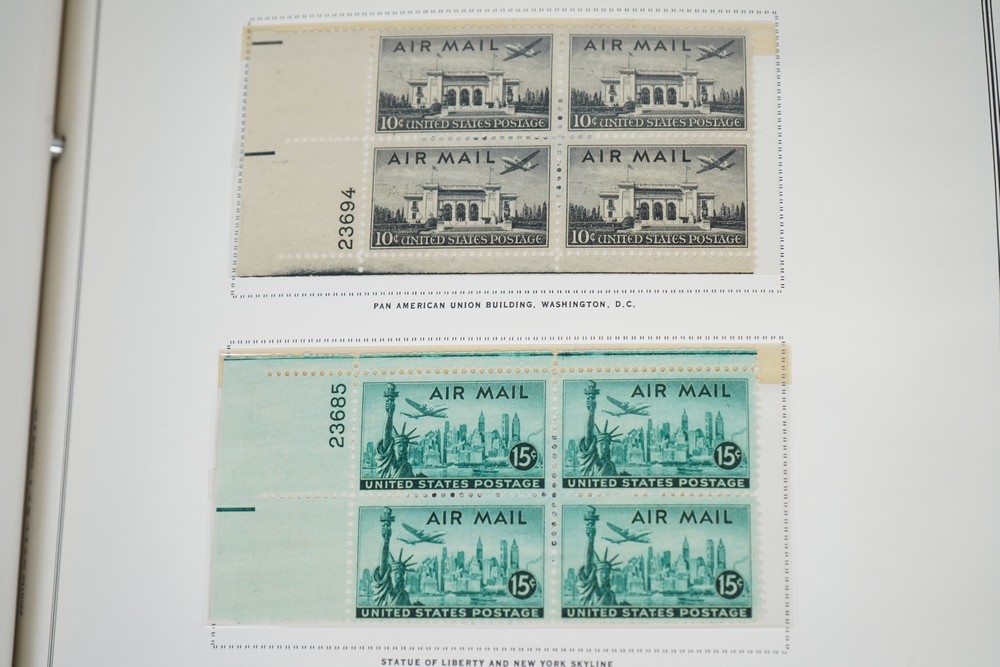 AIR MAIL AIR MAIL
10¢ UNITED STATES POSTAGE 10¢ UNITED STATES POSTAGE
AIR MAIL AIR MAIL
23694
10¢ UNITED STATES POSTAGE 10¢ UNITED STATES POSTAGE
PAN AMERICAN UNION BUILDING, WASHINGTON, D.C.
23685
AIR MAIL AIR MAIL
15¢ 15¢
UNITED STATES POSTAGE UNITED STATES POSTAGE
AIR MAIL AIR MAIL
15¢ 15¢
UNITED STATES POSTAGE UNITED STATES POSTAGE
STATUE OF LIBERTY AND NEW YORK SKYLINE